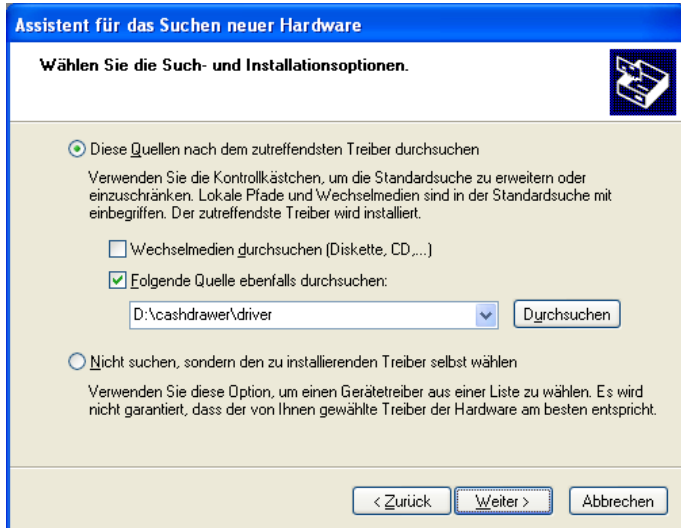 Assistent für das Suchen neuer Hardware
Wählen Sie die Such- und Installationsoptionen.
Diese Quellen nach dem zutreffendsten Treiber durchsuchen
Verwenden Sie die Kontrollkästchen, um die Standardsuche zu erweitern oder
einzuschränken. Lokale Pfade und Wechselmedien sind in der Standardsuche mit
einbegriffen. Der zutreffendste Treiber wird installiert.
Wechselmedien durchsuchen (Diskette, CD,...)
Folgende Quelle ebenfalls durchsuchen:
D:\cashdrawer\driver
Durchsuchen
Nicht suchen, sondern den zu installierenden Treiber selbst wählen
Verwenden Sie diese Option, um einen Gerätetreiber aus einer Liste zu wählen. Es wird
nicht garantiert, dass der von Ihnen gewählte Treiber der Hardware am besten entspricht.
< Zurück
Weiter >
Abbrechen